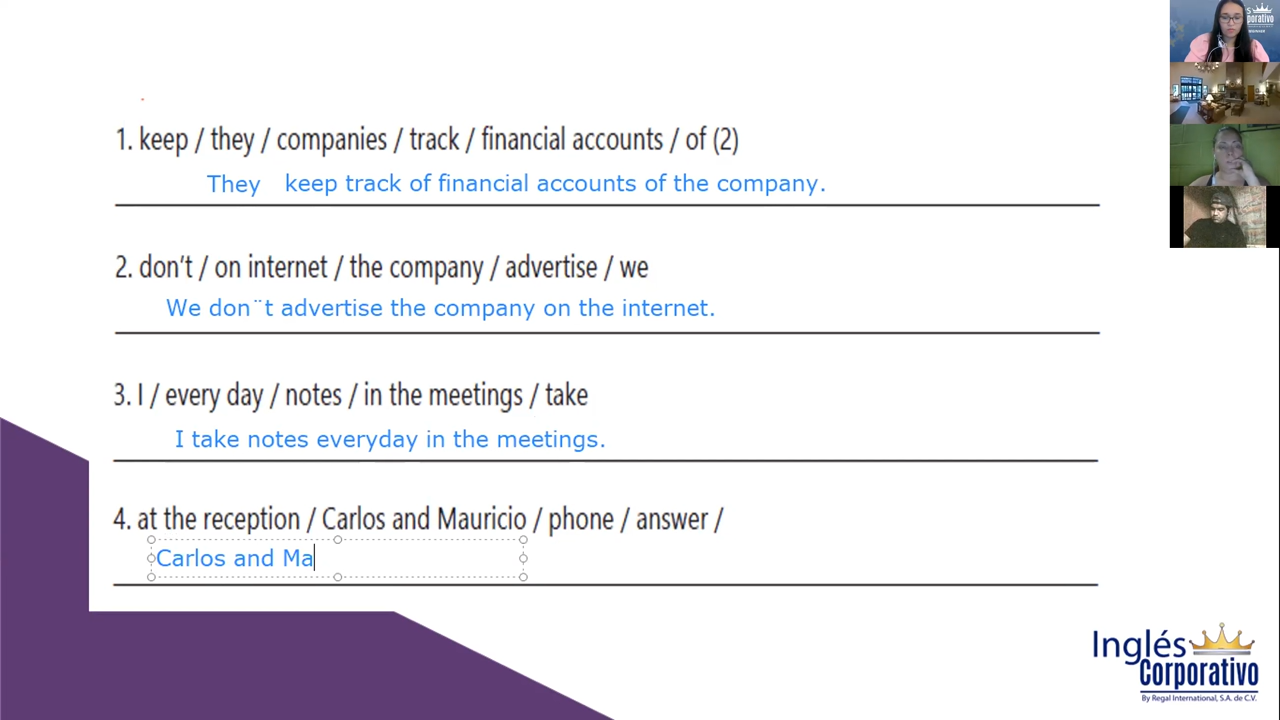 1. keep / they / companies / track / financial accounts / of (2)
They keep track of financial accounts of the company.
2. don't / on internet / the company / advertise / we
We don¨t advertise the company on the internet.
3. I / every day / notes / in the meetings / take
I take notes everyday in the meetings.
4. at the reception / Carlos and Mauricio / phone / answer /
Carlos and Ma
Inglés
Corporativo
By Regal International, S.A. de C.V.